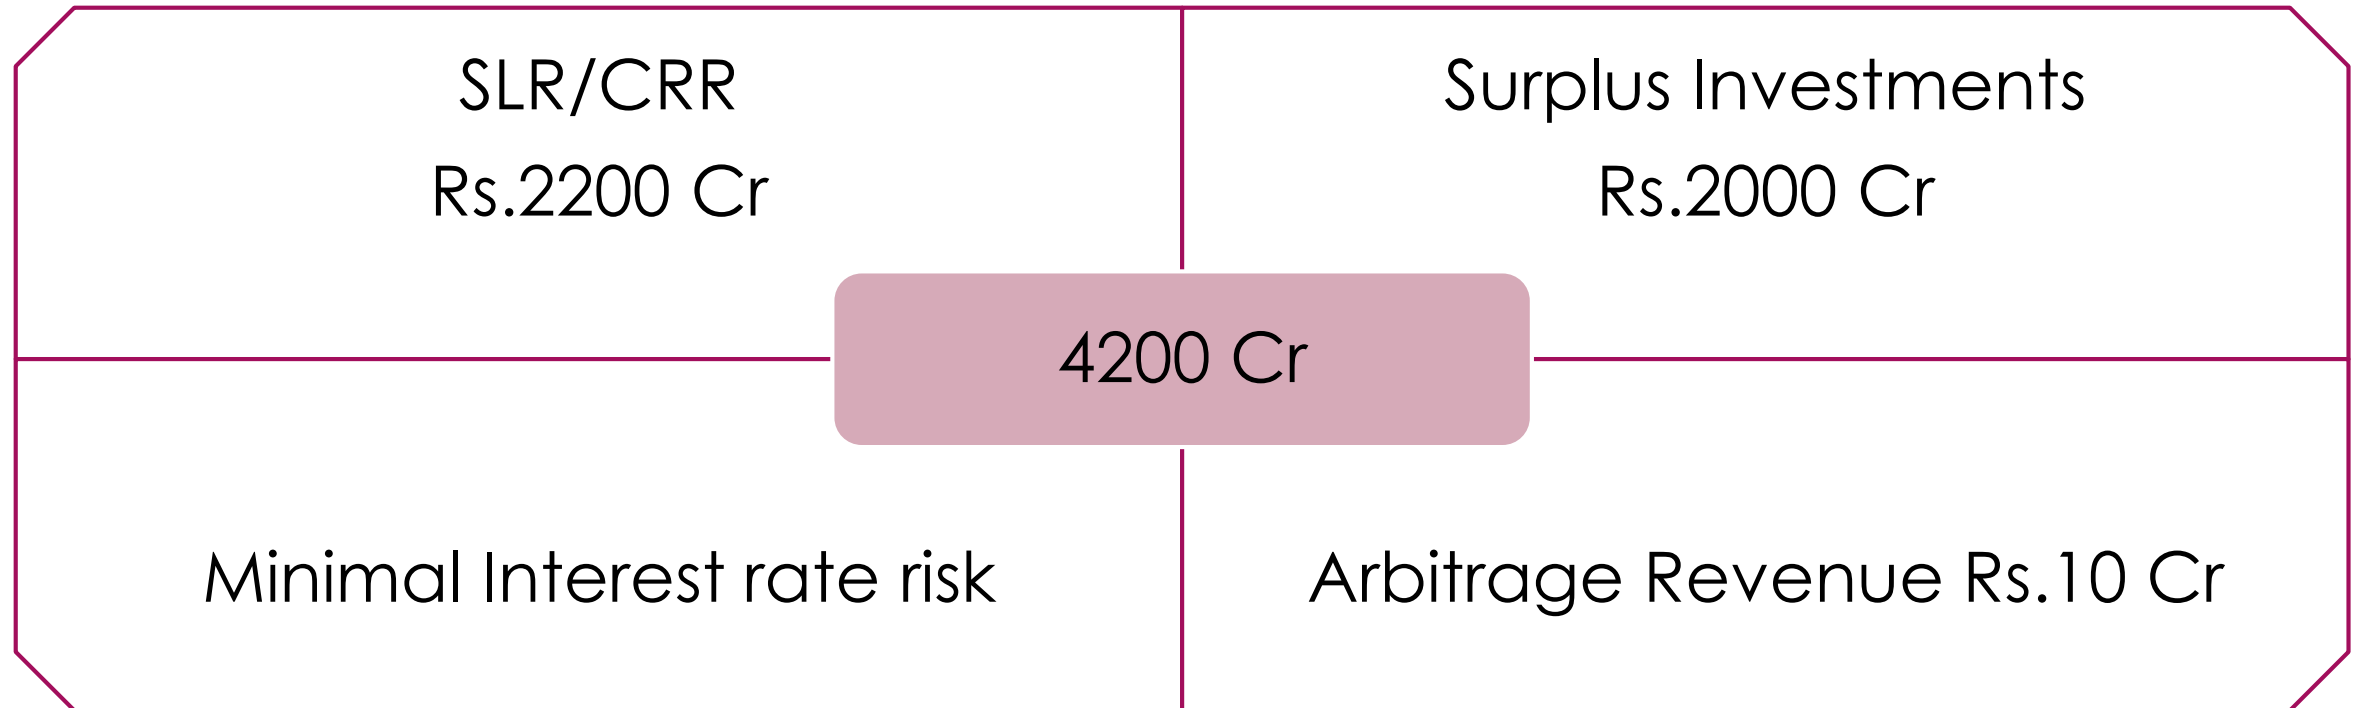 SLR/CRR
Rs.2200 Cr
Surplus Investments
Rs.2000 Cr
4200 Cr
Minimal Interest rate risk
Arbitrage Revenue Rs.10 Cr